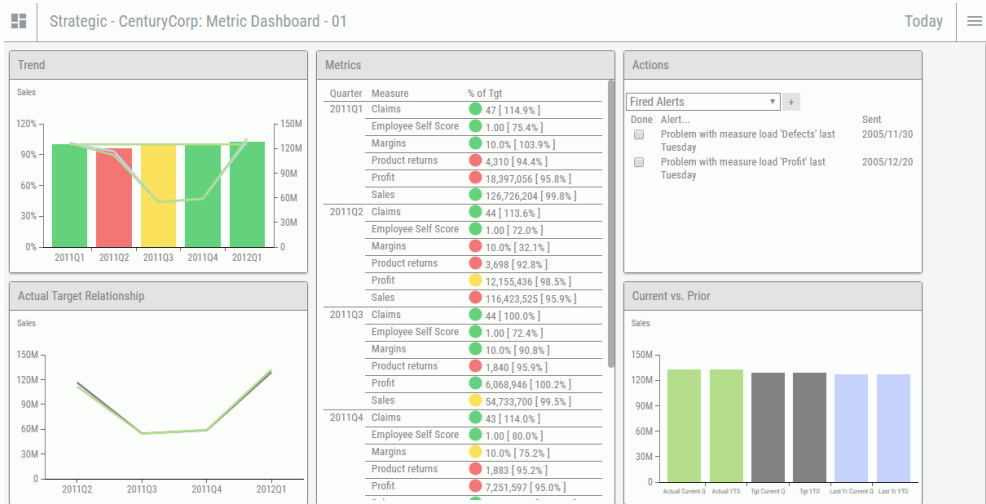 Strategic - CenturyCorp: Metric Dashboard - 01
Today
Trend
Sales
120%
90%
60%
30%
0%
150M
120M
90M
60M
30M
0
2011Q1 2011Q2 2011Q3 2011Q4 2012Q1
Metrics
Quarter Measure % of Tgt
2011Q1 Claims 47 [ 114.9% ]
Employee Self Score 1.00 [ 75.4% ]
Margins 10.0% [ 103.9% ]
Product returns 4,310 [ 94.4% ]
Profit 18,397,056 [ 95.8% ]
Sales 126,726,204 [ 99.8% ]
2011Q2 Claims 44 [ 113.6% ]
Employee Self Score 1.00 [ 72.0% ]
Margins 10.0% [ 32.1% ]
Product returns 3,698 [ 92.8% ]
Profit 12,155,436 [ 98.5% ]
Sales 116,423,525 [ 95.9% ]
2011Q3 Claims 44 [ 100.0% ]
Employee Self Score 1.00 [ 72.4% ]
Margins 10.0% [ 90.8% ]
Product returns 1,840 [ 95.9% ]
Profit 6,068,946 [ 100.2% ]
Sales 54,733,700 [ 99.5% ]
2011Q4 Claims 43 [ 114.0% ]
Employee Self Score 1.00 [ 80.0% ]
Margins 10.0% [ 75.2% ]
Product returns 1,883 [ 95.2% ]
Profit 7,251,597 [ 95.0% ]
Actions
Fired Alerts +
Done Alert... Sent
Problem with measure load 'Defects' last 2005/11/30
Tuesday
Problem with measure load 'Profit' last 2005/12/20
Tuesday
Actual Target Relationship
Sales
150M
120M
90M
60M
30M
0
2011Q2 2011Q3 2011Q4 2012Q1
Current vs. Prior
Sales
150M
120M
90M
60M
30M
0
Actual Current Q Actual YTD Tgt Current Q Tgt YTD Last Yr Current Q Last Yr YTD